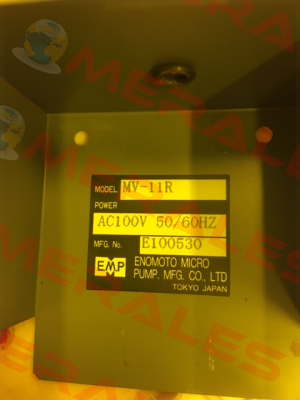 MERALES
MODEL MV-11R
POWER
AC100V 50/60HZ
MFG. No. E100530
EMP ENOMOTO MICRO
PUMP. MFG. CO., LTD
TOKYO JAPAN
MERALES
MERALES